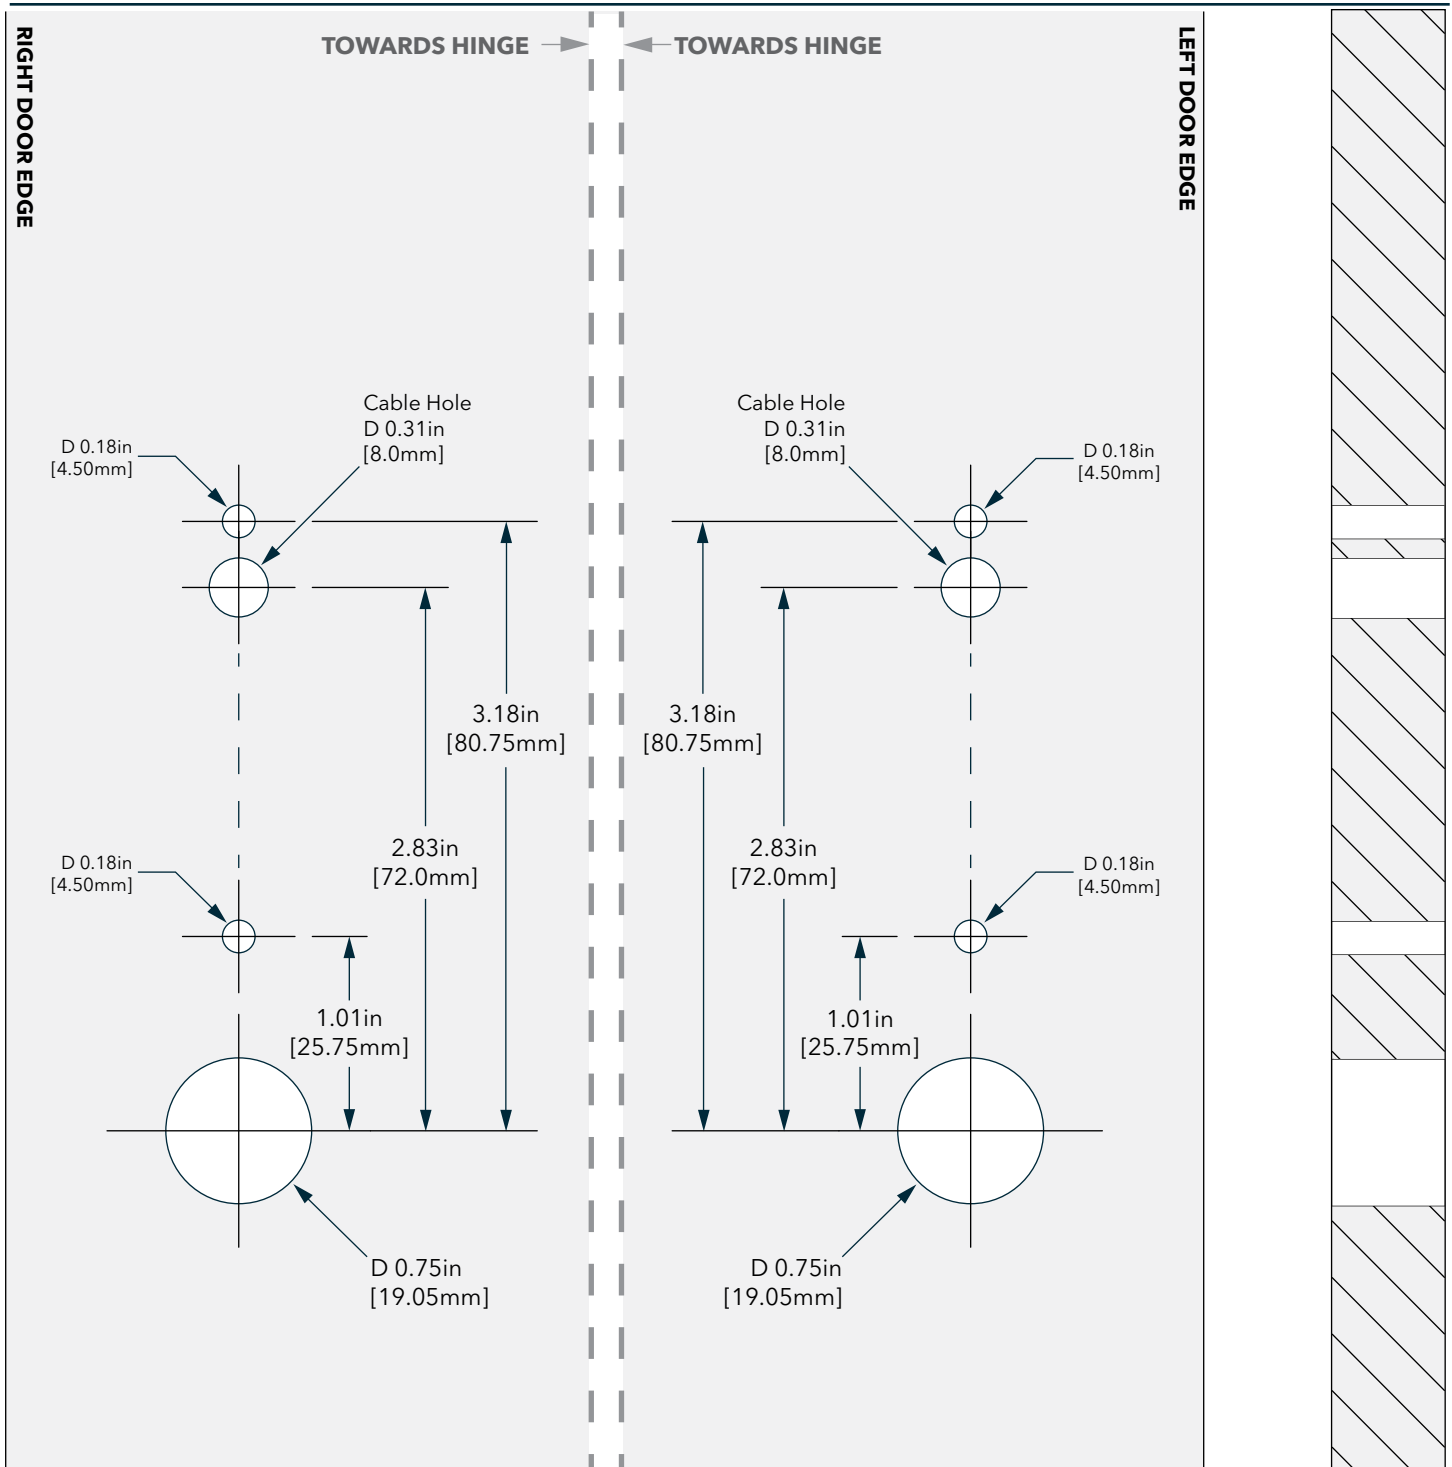 TOWARDS HINGE
TOWARDS HINGE
RIGHT DOOR EDGE
LEFT DOOR EDGE
Cable Hole
D 0.31in
[8.0mm]
D 0.18in
[4.50mm]
Cable Hole
D 0.31in
[8.0mm]
D 0.18in
[4.50mm]
3.18in
[80.75mm]
3.18in
[80.75mm]
2.83in
[72.0mm]
2.83in
[72.0mm]
D 0.18in
[4.50mm]
D 0.18in
[4.50mm]
1.01in
[25.75mm]
1.01in
[25.75mm]
D 0.75in
[19.05mm]
D 0.75in
[19.05mm]